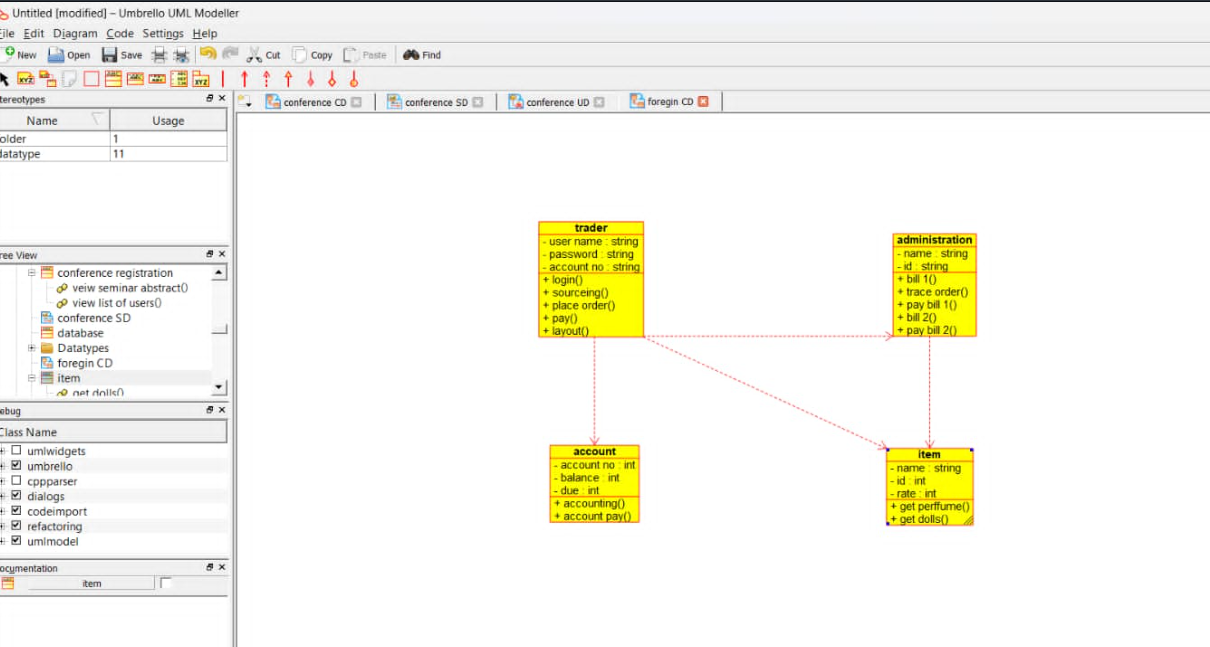 Untitled [modified] – Umbrello UML Modeller
File Edit Diagram Code Settings Help
New Open Save Cut Copy Paste Find
tereotypes
conference CD conference SD conference UD foregin CD
Name Usage
older 1
datatype 11
ree View
conference registration
veiw seminar abstract()
view list of users()
conference SD
database
Datatypes
foregin CD
item
get dolls()
ebug
Class Name
umlwidgets
umbrello
cppparser
dialogs
codeimport
refactoring
umlmodel
ocumentation
item
trader
- user name : string
- password : string
- account no : string
+ login()
+ sourceing()
+ place order()
+ pay()
+ layout()
administration
- name : string
- id : string
+ bill 1()
+ trace order()
+ pay bill 1()
+ bill 2()
+ pay bill 2()
account
- account no : int
- balance : int
- due : int
+ accounting()
+ account pay()
item
- name : string
- id : int
- rate : int
+ get perffume()
+ get dolls()